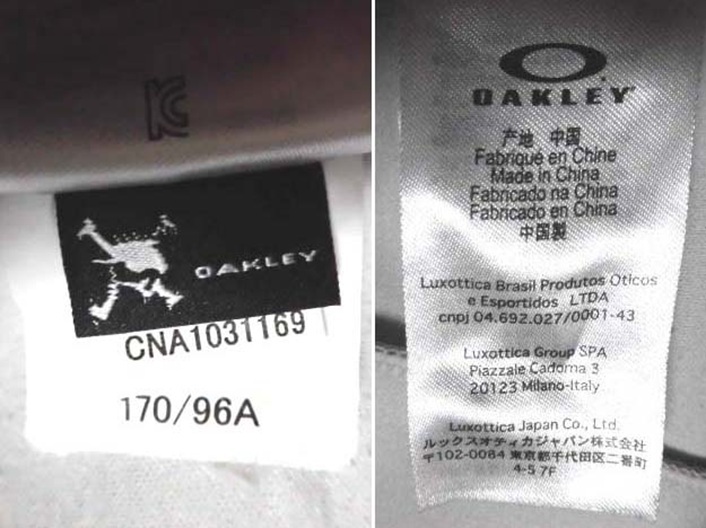 KC
OAKLEY
CNA1031169
170/96A
OAKLEY
产地 中国
Fabriqué en Chine
Made in China
Fabricado na China
Fabricado en China
中国製
Luxottica Brasil Produtos Oticos
e Esportidos LTDA
cnpj 04.692.027/0001-43
Luxottica Group SPA
Piazzale Cadorna 3
20123 Milano-Italy
Luxottica Japan Co., Ltd.
ルックスオティカジャパン株式会社
〒102-0084 東京都千代田区二番町
4-5 7F